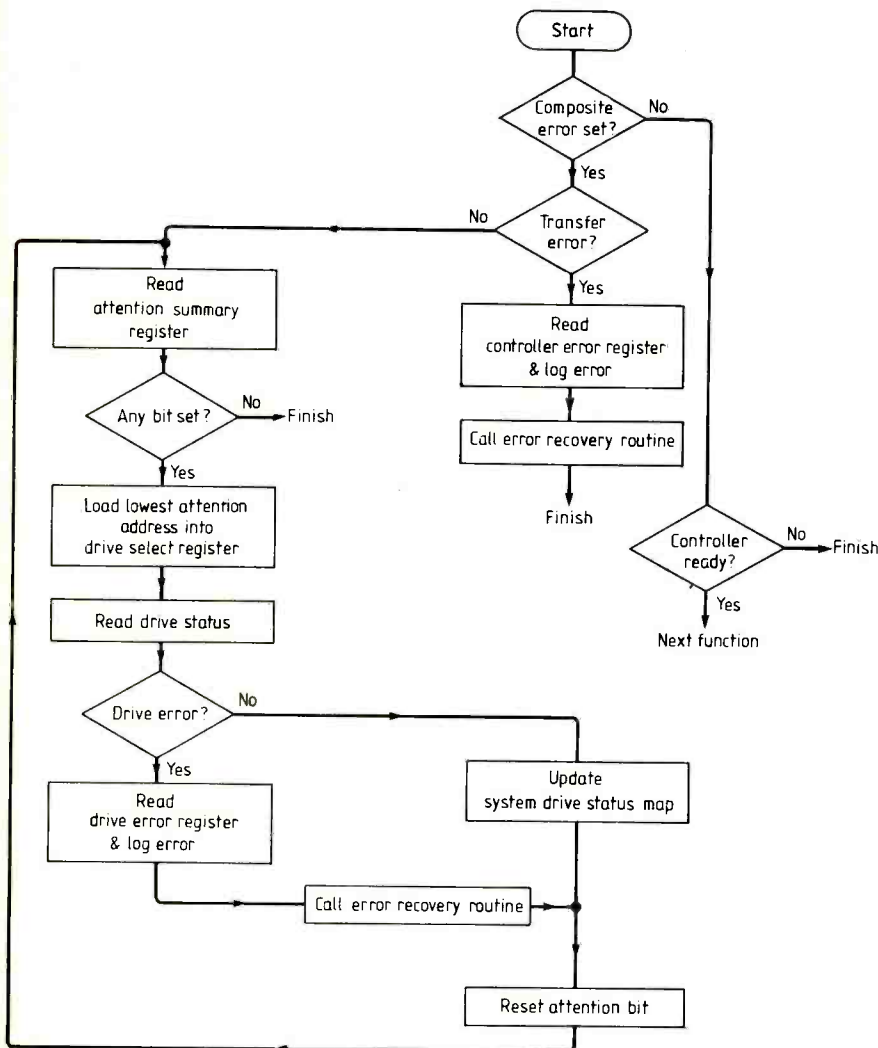 Start
Composite
error set?
No
Yes
Transfer
error?
No
Yes
Read
attention summary
register
Read
controller error register
& log error
Any bit set?
No
Finish
Yes
Call error recovery routine
Finish
Load lowest attention
address into
drive select register
Controller
ready?
No
Finish
Yes
Next function
Read drive status
Drive error?
No
Yes
Update
system drive status map
Read
drive error register
& log error
Call error recovery routine
Reset attention bit